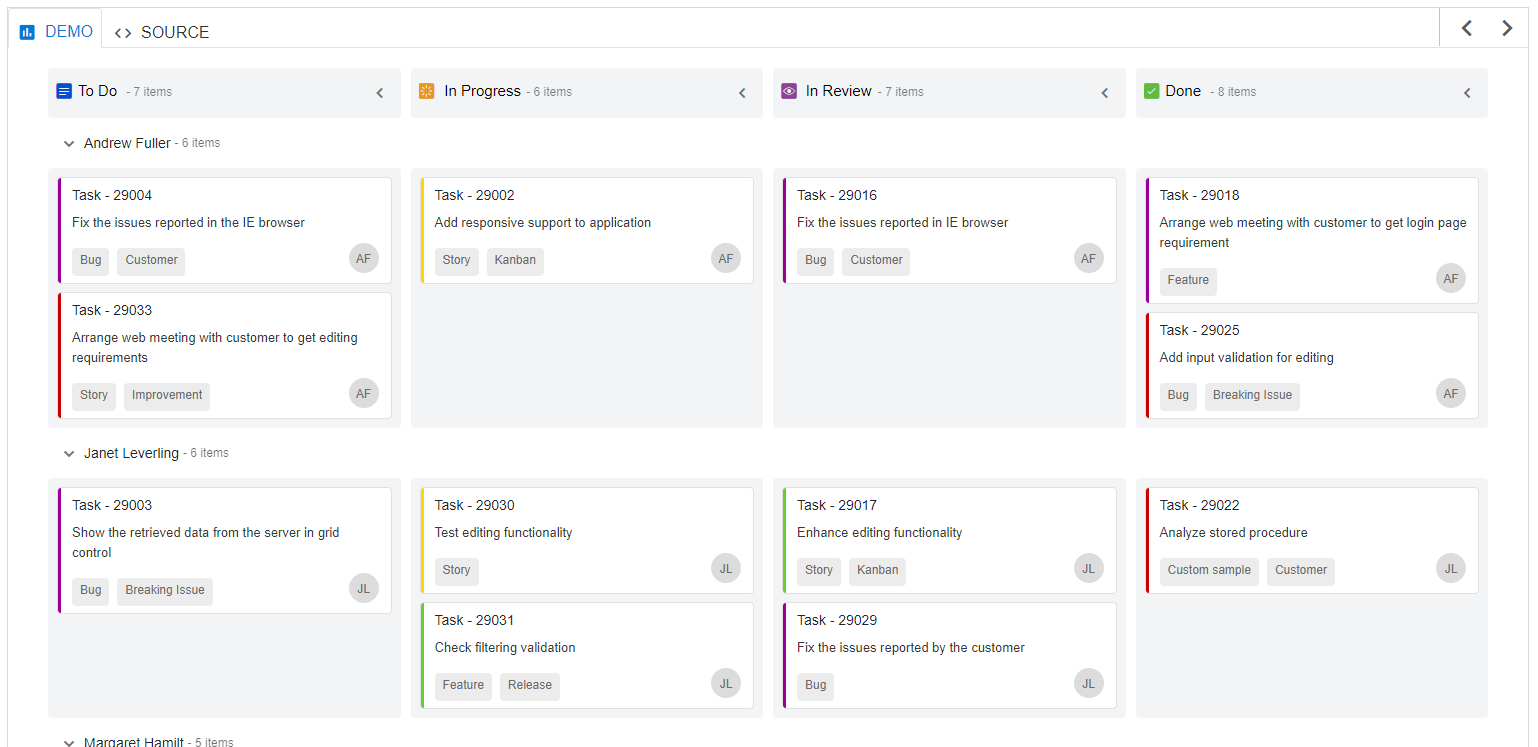 DEMO
SOURCE
To Do - 7 items
In Progress - 6 items
In Review - 7 items
Done - 8 items
Andrew Fuller - 6 items
Task - 29004
Fix the issues reported in the IE browser
Bug
Customer
AF
Task - 29033
Arrange web meeting with customer to get editing
requirements
Story
Improvement
AF
Task - 29002
Add responsive support to application
Story
Kanban
AF
Task - 29016
Fix the issues reported in IE browser
Bug
Customer
AF
Task - 29018
Arrange web meeting with customer to get login page
requirement
Feature
AF
Task - 29025
Add input validation for editing
Bug
Breaking Issue
AF
Janet Leverling - 6 items
Task - 29003
Show the retrieved data from the server in grid
control
Bug
Breaking Issue
JL
Task - 29030
Test editing functionality
Story
JL
Task - 29031
Check filtering validation
Feature
Release
JL
Task - 29017
Enhance editing functionality
Story
Kanban
JL
Task - 29029
Fix the issues reported by the customer
Bug
JL
Task - 29022
Analyze stored procedure
Custom sample
Customer
JL
Margaret Hamilt - 5 items